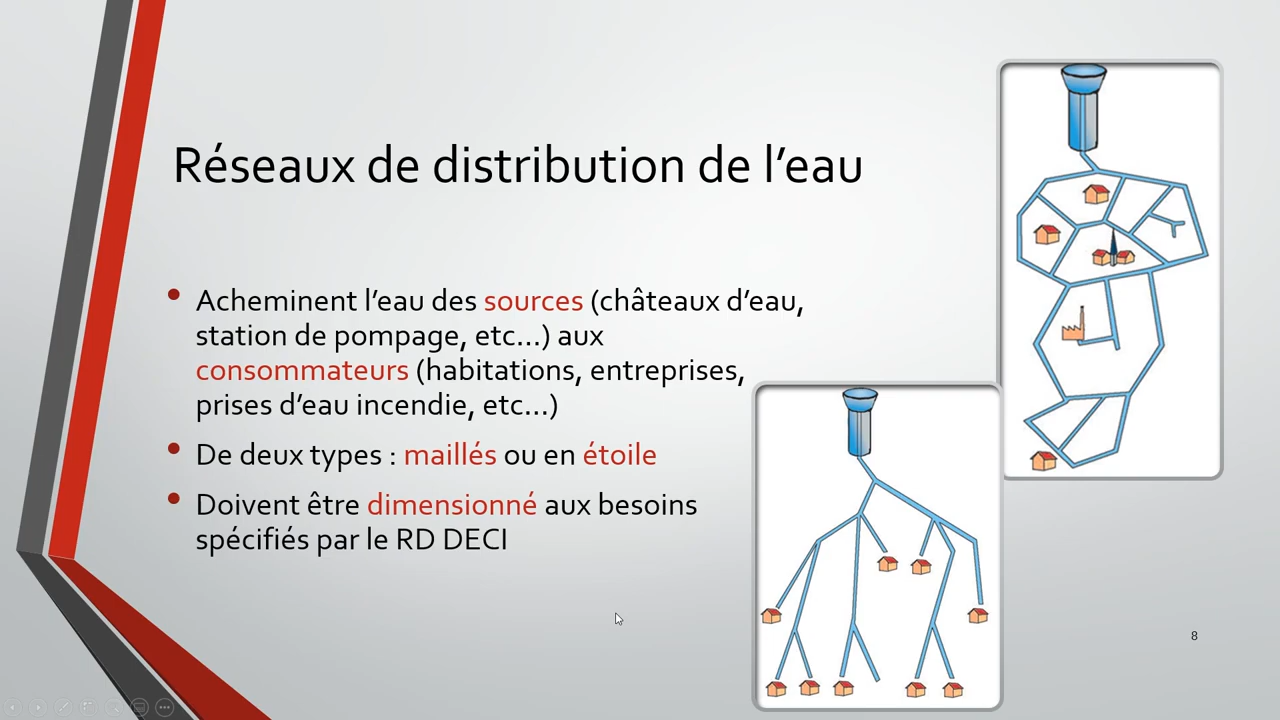 Réseaux de distribution de l’eau
• Acheminent l’eau des sources (châteaux d’eau,
station de pompage, etc…) aux
consommateurs (habitations, entreprises,
prises d’eau incendie, etc…)
• De deux types : maillés ou en étoile
• Doivent être dimensionné aux besoins
spécifiés par le RD DECI
8